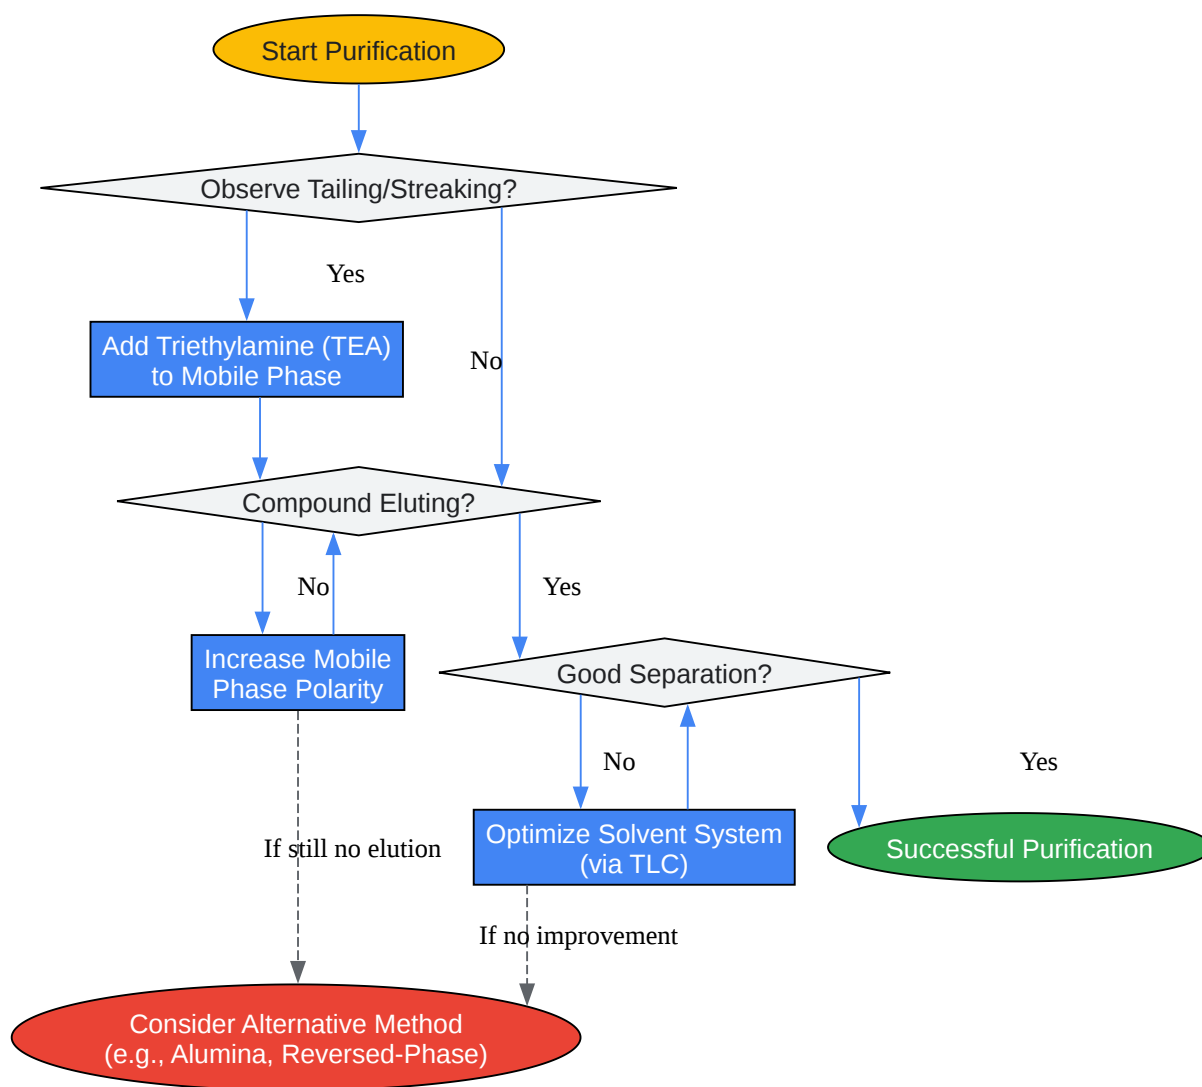 Start Purification
Observe Tailing/Streaking?
Yes
Add Triethylamine (TEA)
to Mobile Phase
No
Compound Eluting?
No
Yes
Increase Mobile
Phase Polarity
Good Separation?
No
Yes
Optimize Solvent System
(via TLC)
Successful Purification
If still no elution
If no improvement
Consider Alternative Method
(e.g., Alumina, Reversed-Phase)